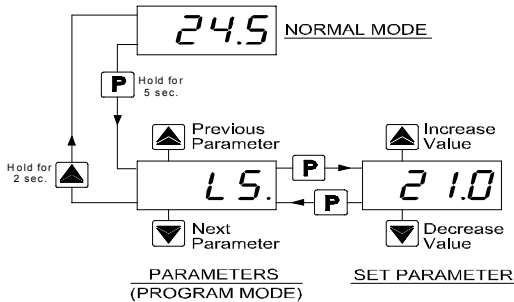 24.5
NORMAL MODE
P
Hold for
5 sec.
Previous
Parameter
Increase
Value
Hold for
2 sec.
P
LS.
21.0
P
Next
Parameter
Decrease
Value
PARAMETERS
(PROGRAM MODE)
SET PARAMETER